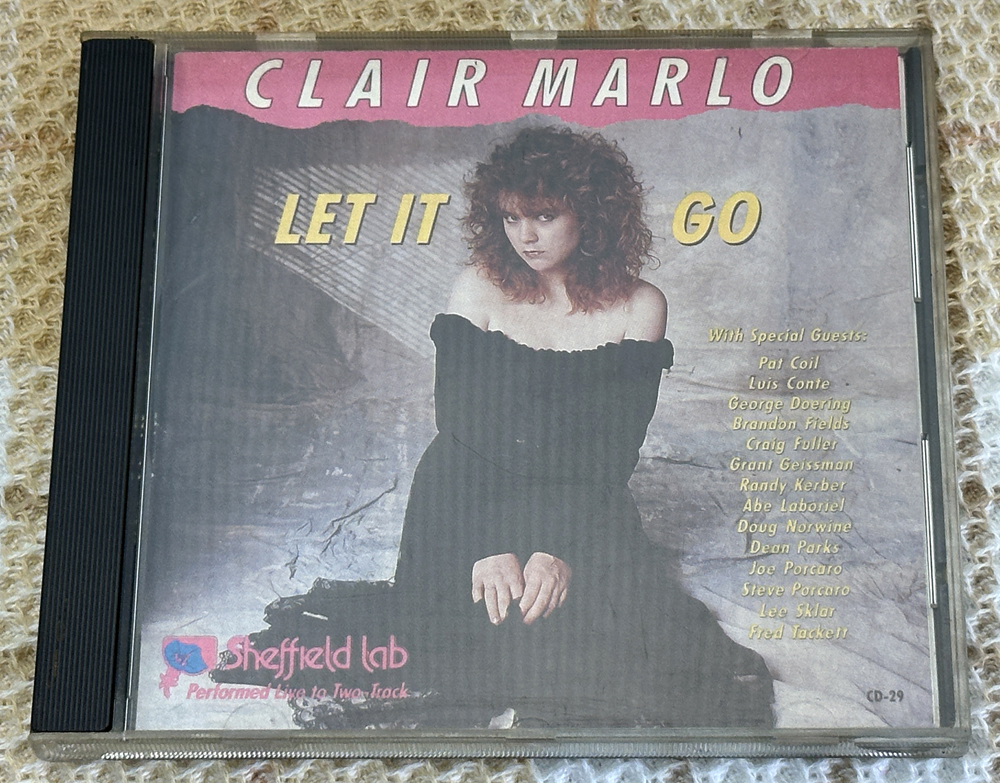 CLAIR MARLO
LET IT GO
With Special Guests:
Pat Coil
Luis Conte
George Doering
Brandon Fields
Craig Fuller
Grant Geissman
Randy Kerber
Abe Laboriel
Doug Norwine
Dean Parks
Joe Porcaro
Steve Porcaro
Lee Sklar
Fred Tackett
Sheffield lab
Performed Live to Two-Track
CD-29